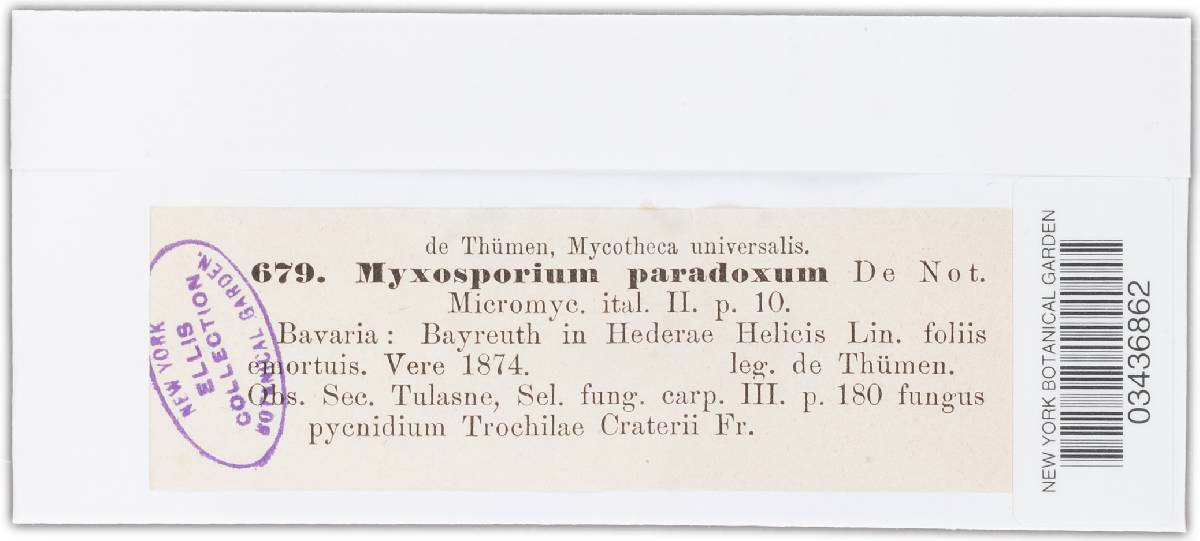 de Thümen, Mycotheca universalis.
679. Myxosporium paradoxum De Not.
Micromyc. ital. II. p. 10.
Bavaria: Bayreuth in Hederae Helicis Lin. foliis
emortuis. Vere 1874. leg. de Thümen.
Obs. Sec. Tulasne, Sel. fung. carp. III. p. 180 fungus
pycnidium Trochilae Craterii Fr.
NEW YORK
ELLIS
COLLECTION
BOTANICAL GARDEN.
NEW YORK BOTANICAL GARDEN
03436862